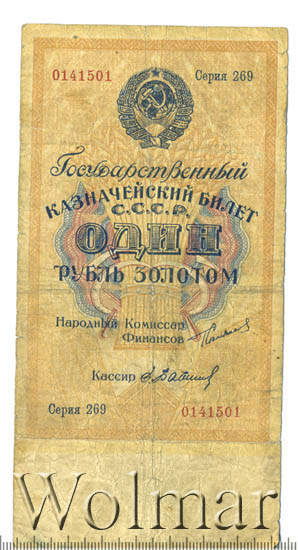 0141501 Серия 269
Государственный
КАЗНАЧЕЙСКИЙ БИЛЕТ
С.С.С.Р.
ОДИН
РУБЛЬ ЗОЛОТОМ
Народный Комиссар
Финансов
Кассир
Серия 269 0141501
Wolmar